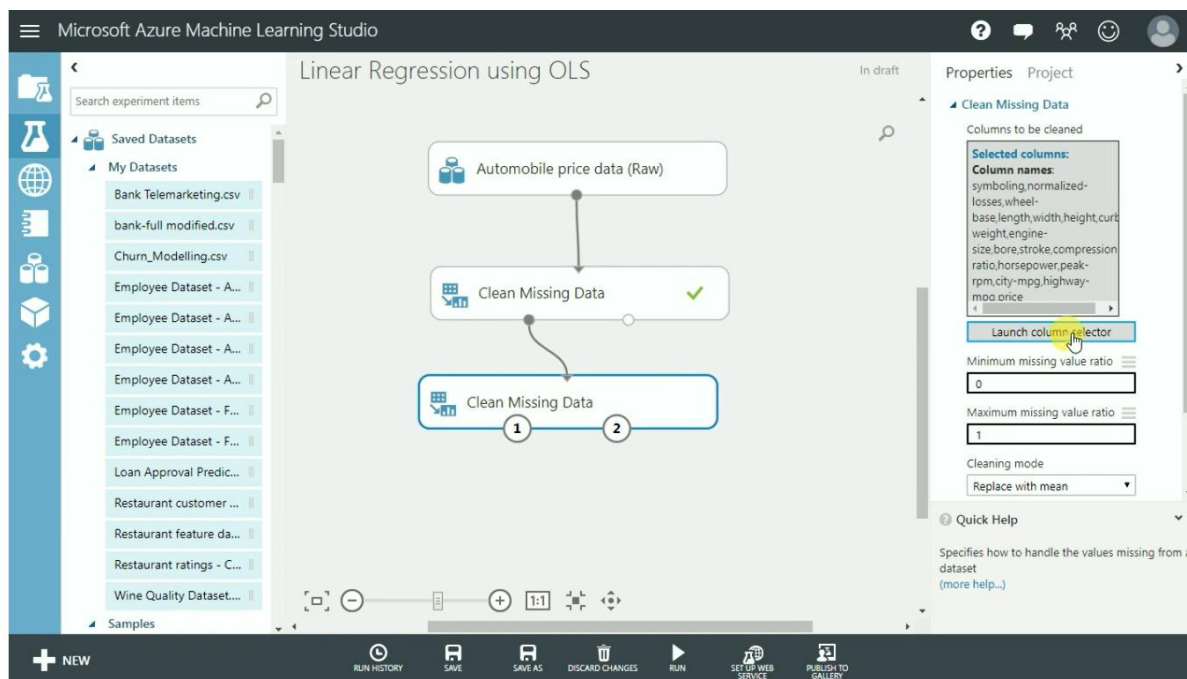 Microsoft Azure Machine Learning Studio
Search experiment items
Saved Datasets
My Datasets
Bank Telemarketing.csv
bank-full modified.csv
Churn_Modelling.csv
Employee Dataset - A...
Employee Dataset - A...
Employee Dataset - A...
Employee Dataset - A...
Employee Dataset - F...
Employee Dataset - F...
Loan Approval Predic...
Restaurant customer ...
Restaurant feature da...
Restaurant ratings - C...
Wine Quality Dataset....
Samples
Linear Regression using OLS
In draft
Automobile price data (Raw)
Clean Missing Data
Clean Missing Data
1 2
1:1
Properties Project
Clean Missing Data
Columns to be cleaned
Selected columns:
Column names:
symboling,normalized-
losses,wheel-
base,length,width,height,curb
weight,engine-
size,bore,stroke,compression
ratio,horsepower,peak-
rpm,city-mpg,highway-
mpg,price
Launch column selector
Minimum missing value ratio
0
Maximum missing value ratio
1
Cleaning mode
Replace with mean
Quick Help
Specifies how to handle the values missing from a
dataset
(more help...)
NEW
RUN HISTORY
SAVE
SAVE AS
DISCARD CHANGES
RUN
SET UP WEB
SERVICE
PUBLISH TO
GALLERY